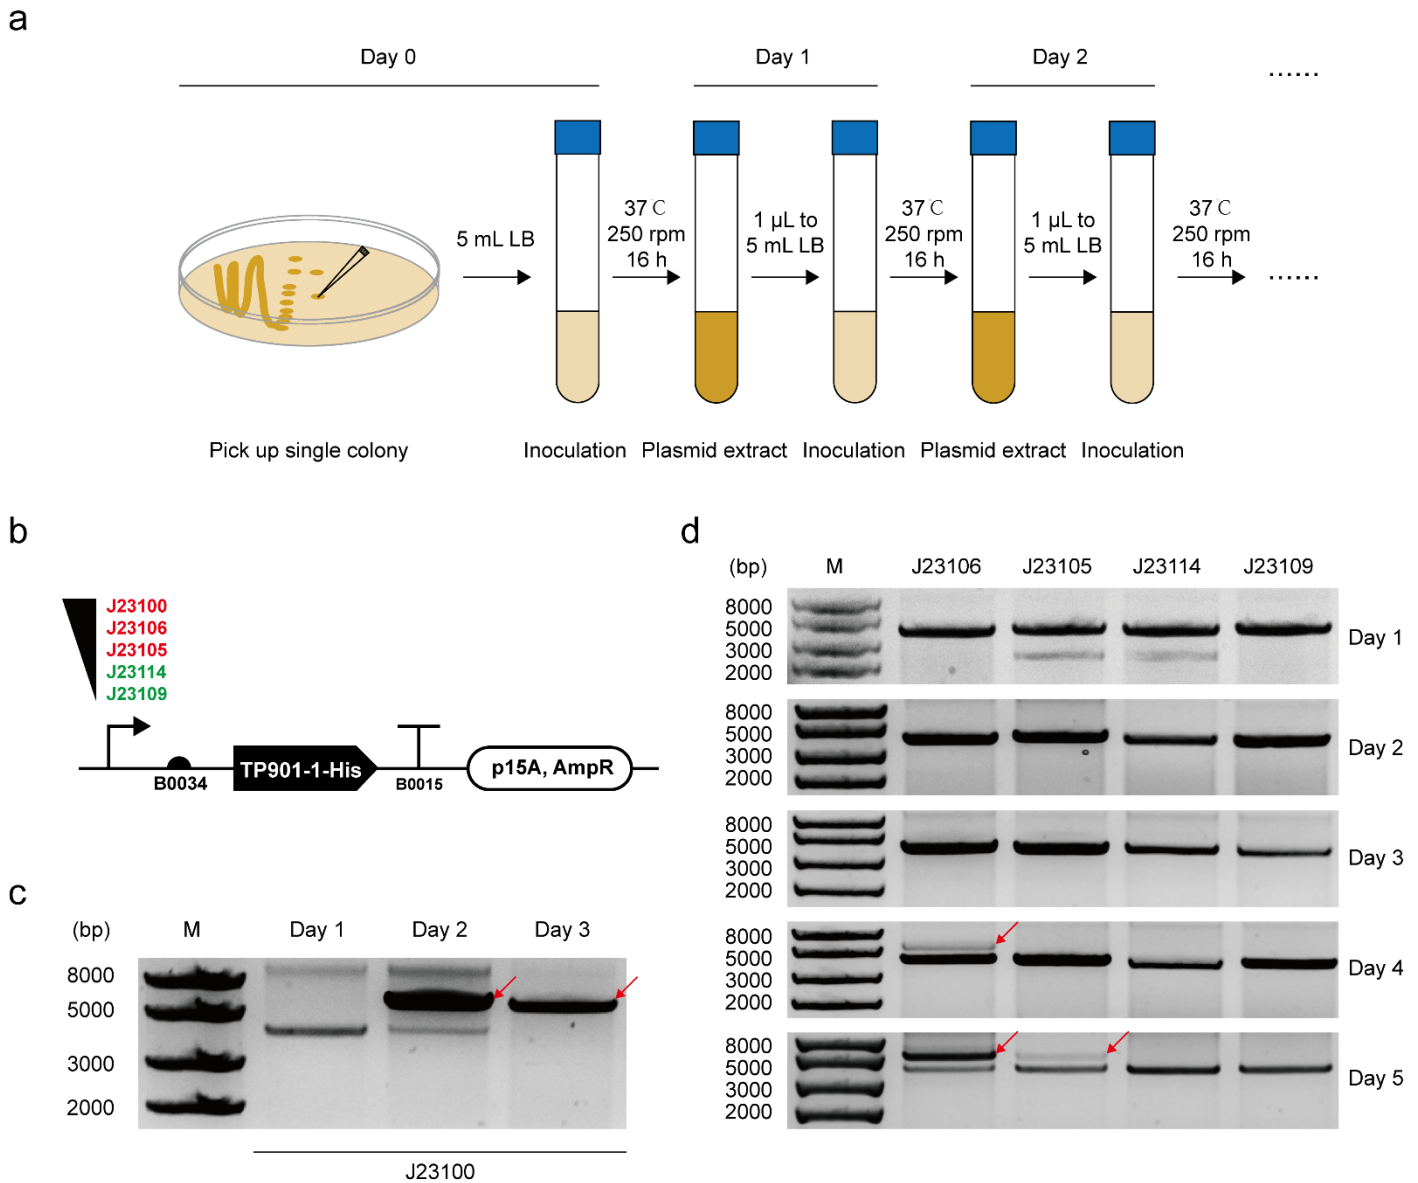 a
Day 0
Day 1
Day 2
......
5 mL LB
37℃
250 rpm
16 h
1 µL to
5 mL LB
37℃
250 rpm
16 h
1 µL to
5 mL LB
37℃
250 rpm
16 h
......
Pick up single colony
Inoculation
Plasmid extract
Inoculation
Plasmid extract
Inoculation
b
J23100
J23106
J23105
J23114
J23109
B0034
TP901-1-His
B0015
p15A, AmpR
c
(bp)
M
Day 1
Day 2
Day 3
8000
5000
3000
2000
J23100
d
(bp)
M
J23106
J23105
J23114
J23109
8000
5000
3000
2000
Day 1
8000
5000
3000
2000
Day 2
8000
5000
3000
2000
Day 3
8000
5000
3000
2000
Day 4
8000
5000
3000
2000
Day 5